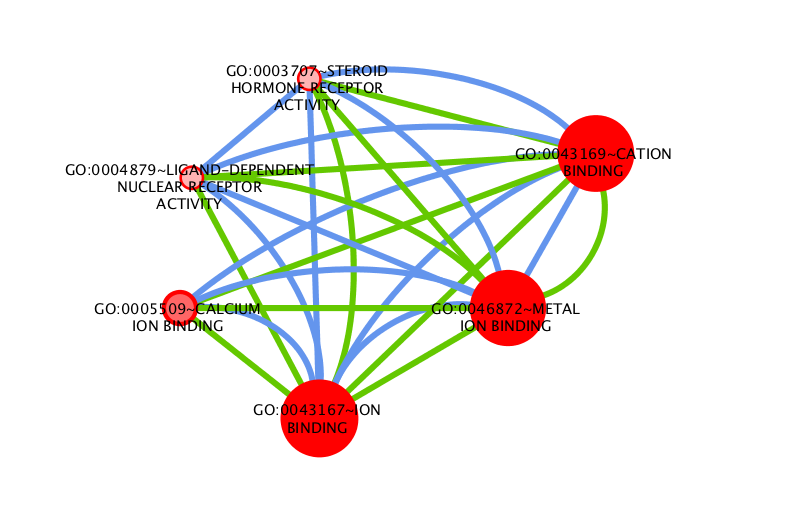 GO:0003707~STEROID
HORMONE RECEPTOR
ACTIVITY
GO:0043169~CATION
BINDING
GO:0004879~LIGAND-DEPENDENT
NUCLEAR RECEPTOR
ACTIVITY
GO:0005509~CALCIUM
ION BINDING
GO:0046872~METAL
ION BINDING
GO:0043167~ION
BINDING